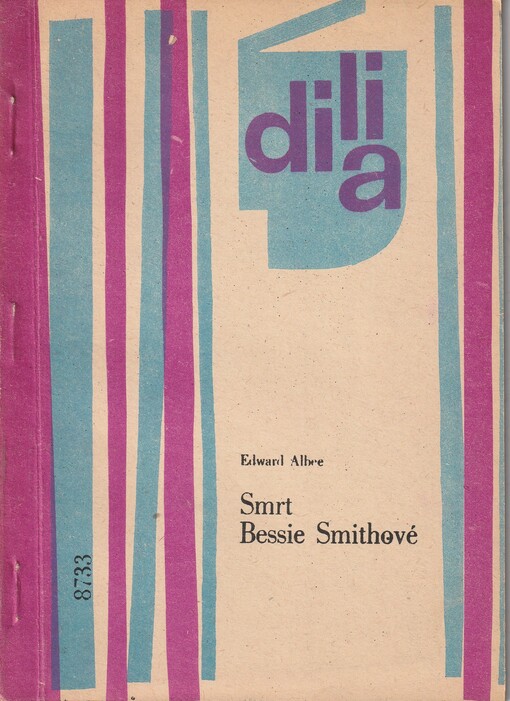 dilia
Edward Albee
Smrt
Bessie Smithové
8733